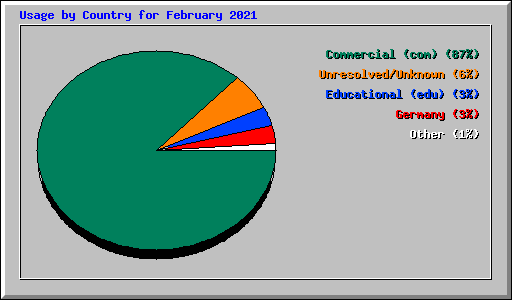 Usage by Country for February 2021
Commercial (com) (87%)
Unresolved/Unknown (6%)
Educational (edu) (3%)
Germany (3%)
Other (1%)